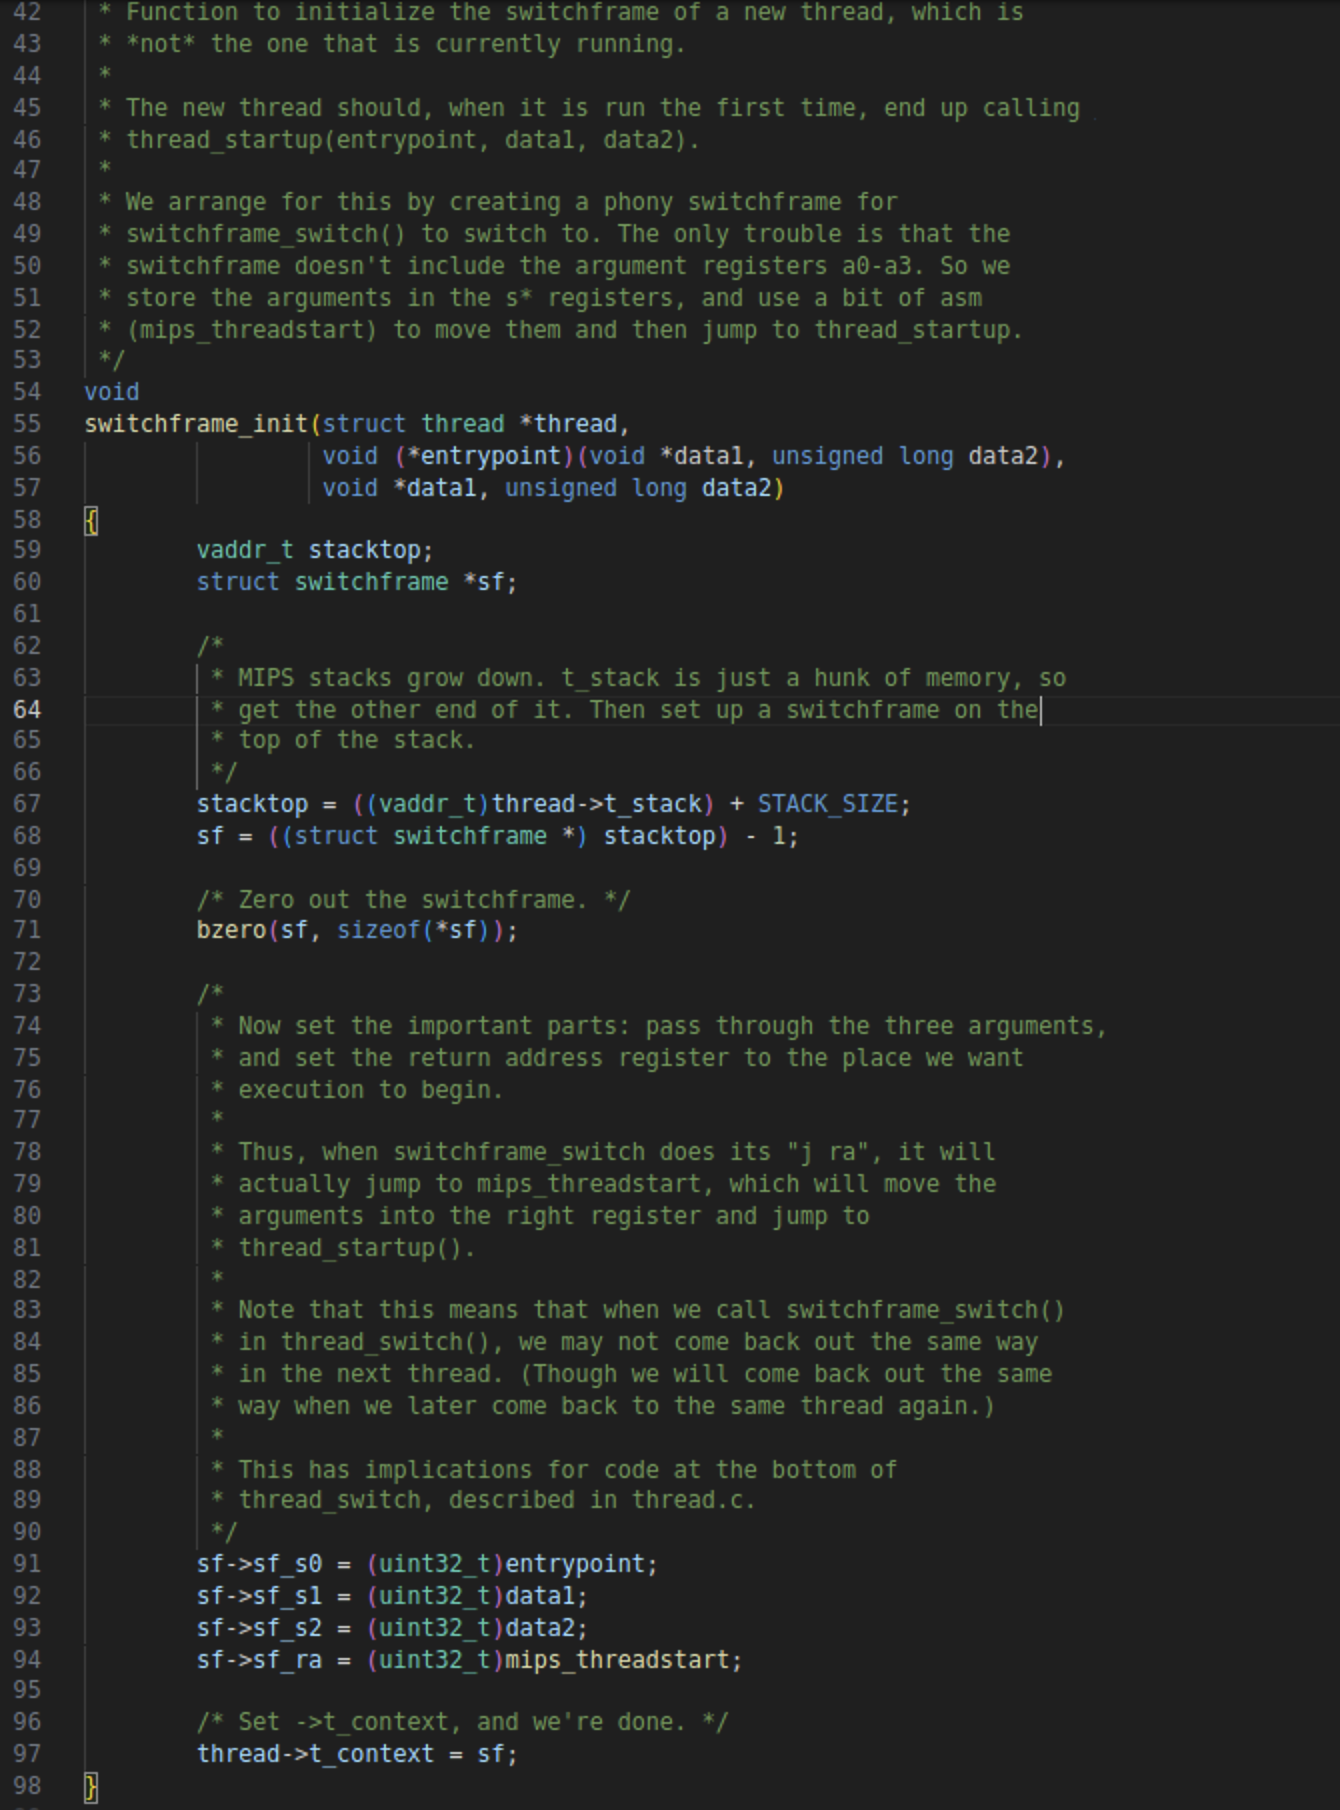 42 * Function to initialize the switchframe of a new thread, which is
43 * *not* the one that is currently running.
44 *
45 * The new thread should, when it is run the first time, end up calling
46 * thread_startup(entrypoint, data1, data2).
47 *
48 * We arrange for this by creating a phony switchframe for
49 * switchframe_switch() to switch to. The only trouble is that the
50 * switchframe doesn't include the argument registers a0-a3. So we
51 * store the arguments in the s* registers, and use a bit of asm
52 * (mips_threadstart) to move them and then jump to thread_startup.
53 */
54 void
55 switchframe_init(struct thread *thread,
56 void (*entrypoint)(void *data1, unsigned long data2),
57 void *data1, unsigned long data2)
58 {
59 vaddr_t stacktop;
60 struct switchframe *sf;
61
62 /*
63 * MIPS stacks grow down. t_stack is just a hunk of memory, so
64 * get the other end of it. Then set up a switchframe on the
65 * top of the stack.
66 */
67 stacktop = ((vaddr_t)thread->t_stack) + STACK_SIZE;
68 sf = ((struct switchframe *) stacktop) - 1;
69
70 /* Zero out the switchframe. */
71 bzero(sf, sizeof(*sf));
72
73 /*
74 * Now set the important parts: pass through the three arguments,
75 * and set the return address register to the place we want
76 * execution to begin.
77 *
78 * Thus, when switchframe_switch does its "j ra", it will
79 * actually jump to mips_threadstart, which will move the
80 * arguments into the right register and jump to
81 * thread_startup().
82 *
83 * Note that this means that when we call switchframe_switch()
84 * in thread_switch(), we may not come back out the same way
85 * in the next thread. (Though we will come back out the same
86 * way when we later come back to the same thread again.)
87 *
88 * This has implications for code at the bottom of
89 * thread_switch, described in thread.c.
90 */
91 sf->sf_s0 = (uint32_t)entrypoint;
92 sf->sf_s1 = (uint32_t)data1;
93 sf->sf_s2 = (uint32_t)data2;
94 sf->sf_ra = (uint32_t)mips_threadstart;
95
96 /* Set ->t_context, and we're done. */
97 thread->t_context = sf;
98 }